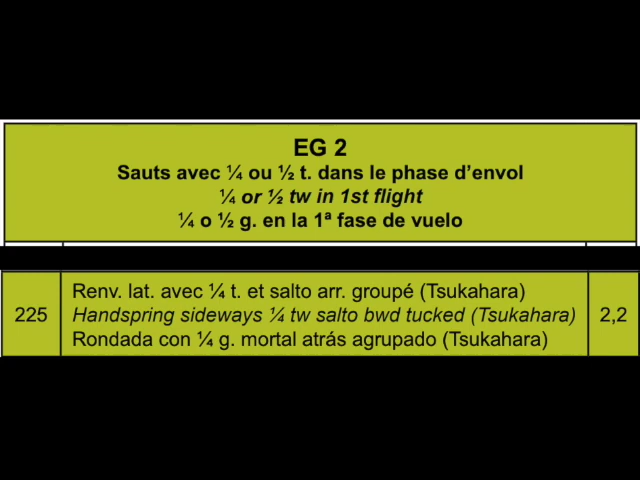 EG 2
Sauts avec ¼ ou ½ t. dans le phase d’envol
¼ or ½ tw in 1st flight
¼ o ½ g. en la 1ª fase de vuelo
225
Renv. lat. avec ¼ t. et salto arr. groupé (Tsukahara)
Handspring sideways ¼ tw salto bwd tucked (Tsukahara)
Rondada con ¼ g. mortal atrás agrupado (Tsukahara)
2,2